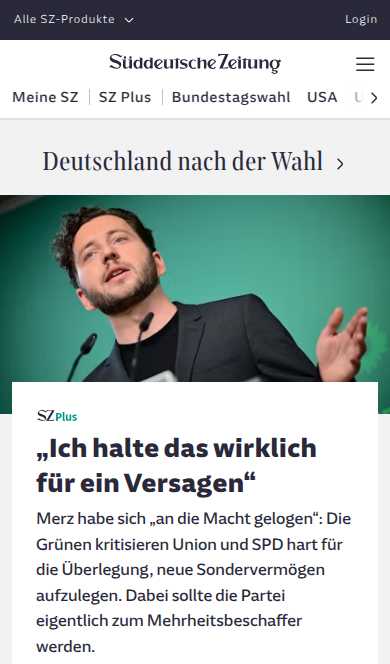 Alle SZ-Produkte
Login
Süddeutsche Zeitung
Meine SZ
SZ Plus
Bundestagswahl
USA
Deutschland nach der Wahl
SZ Plus
„Ich halte das wirklich
für ein Versagen“
Merz habe sich „an die Macht gelogen“: Die
Grünen kritisieren Union und SPD hart für
die Überlegung, neue Sondervermögen
aufzulegen. Dabei sollte die Partei
eigentlich zum Mehrheitsbeschaffer
werden.